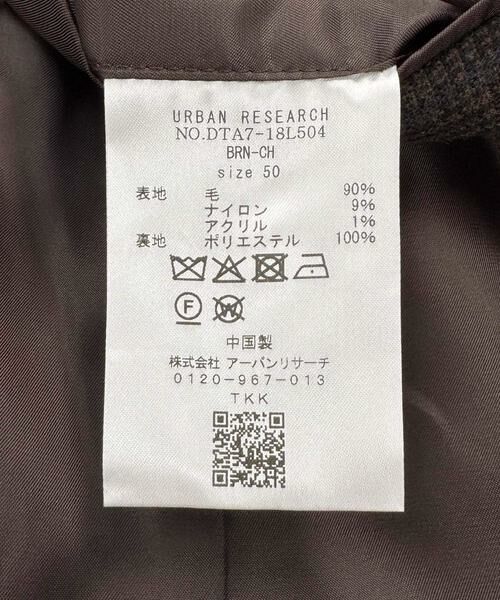 URBAN RESEARCH
NO.DTA7-18L504
BRN-CH
size 50
表地 毛 90%
ナイロン 9%
アクリル 1%
裏地 ポリエステル 100%
F W
中国製
株式会社 アーバンリサーチ
0120-967-013
TKK